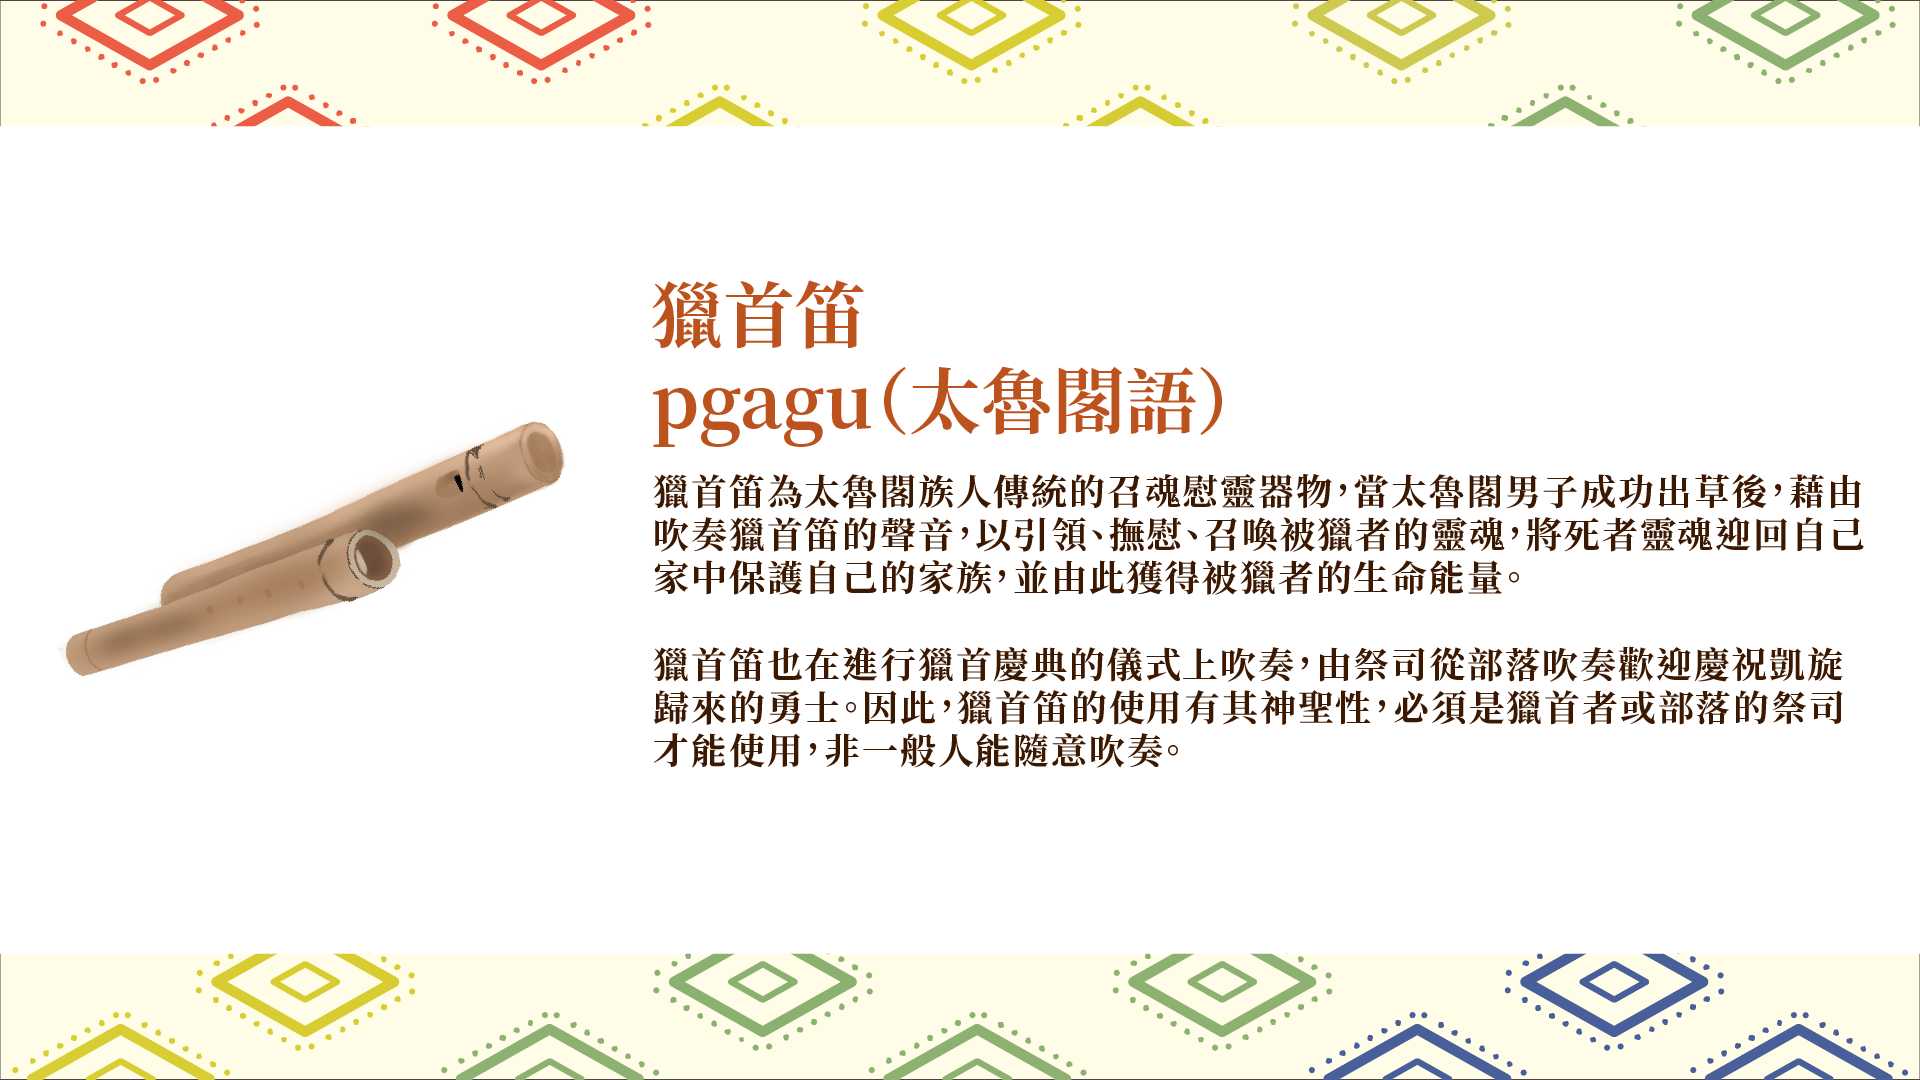 獵首笛
pgagu(太魯閣語)
獵首笛為太魯閣族人傳統的召魂慰靈器物,當太魯閣男子成功出草後,藉由
吹奏獵首笛的聲音,以引領、撫慰、召喚被獵者的靈魂,將死者靈魂迎回自己
家中保護自己的家族,並由此獲得被獵者的生命能量。
獵首笛也在進行獵首慶典的儀式上吹奏,由祭司從部落吹奏歡迎慶祝凱旋
歸來的勇士。因此,獵首笛的使用有其神聖性,必須是獵首者或部落的祭司
才能使用,非一般人能隨意吹奏。